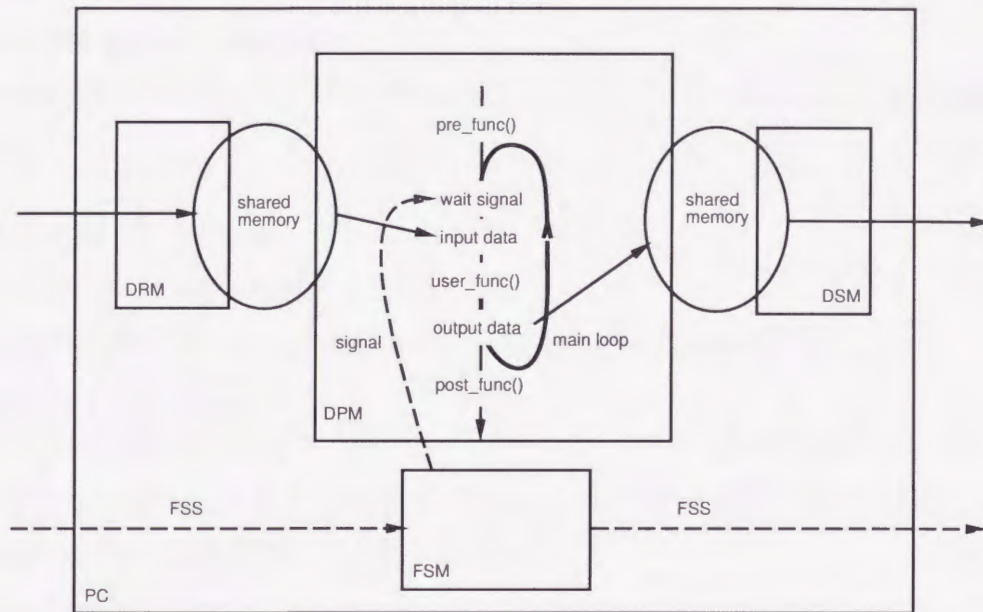 pre_func()
shared
memory
wait signal
input data
user_func()
output data
main loop
post_func()
signal
DRM
DPM
shared
memory
DSM
FSS
FSS
FSM
PC